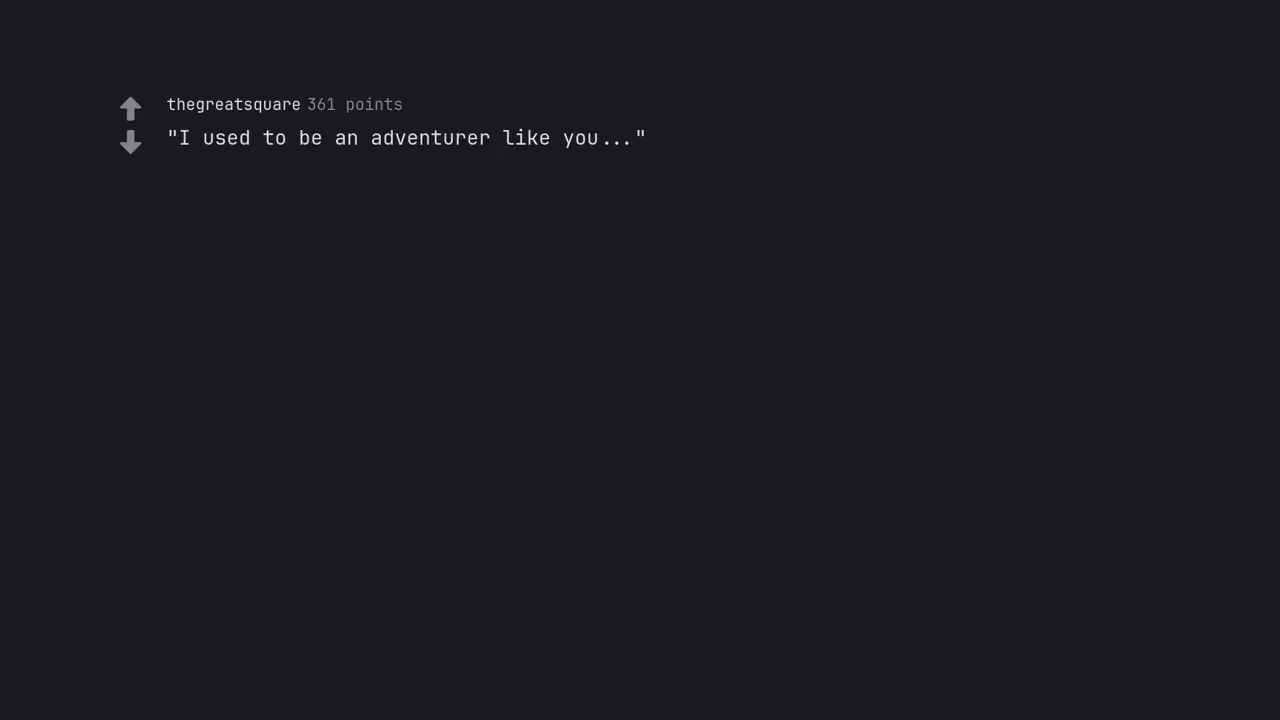 thegreatsquare 361 points
"I used to be an adventurer like you..."